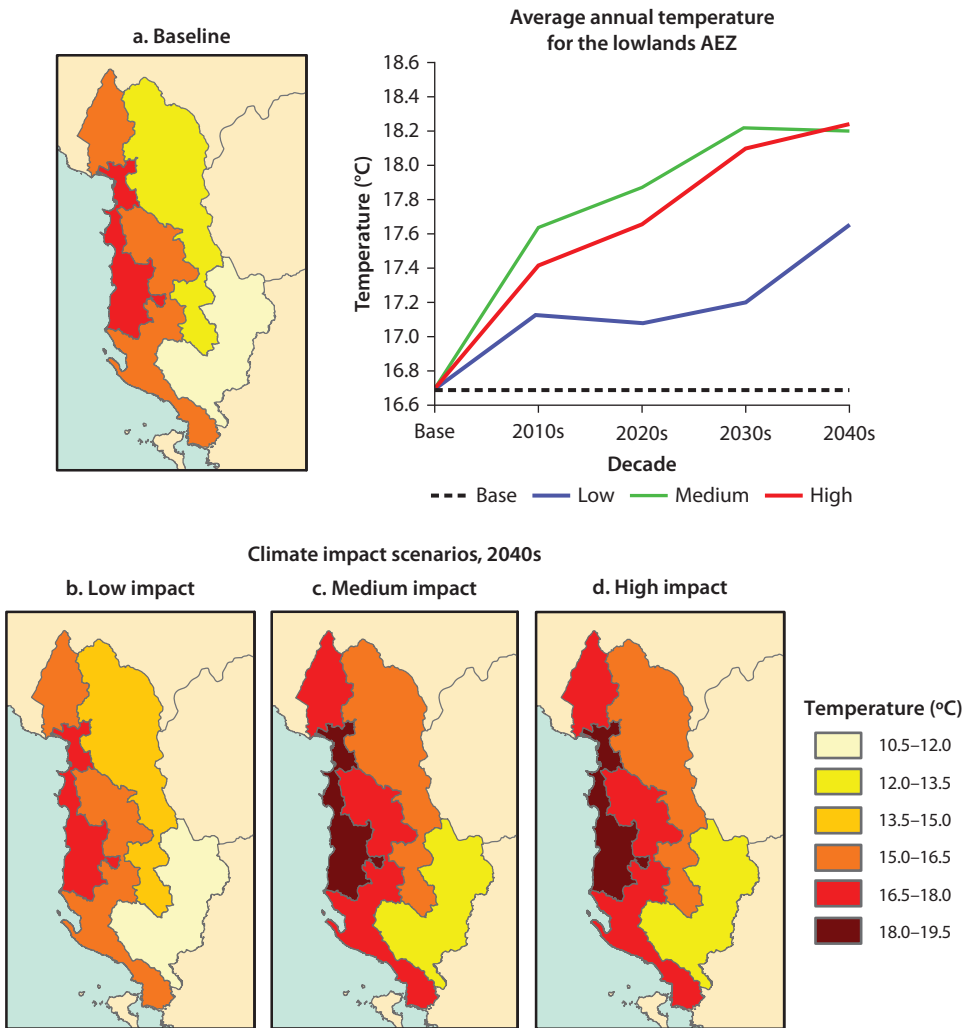 a. Baseline
Average annual temperature
for the lowlands AEZ
18.6
18.4
18.2
18.0
17.8
17.6
17.4
17.2
17.0
16.8
16.6
Temperature (°C)
Base
2010s
2020s
2030s
2040s
Decade
Base
Low
Medium
High
Climate impact scenarios, 2040s
b. Low impact
c. Medium impact
d. High impact
Temperature (ºC)
10.5–12.0
12.0–13.5
13.5–15.0
15.0–16.5
16.5–18.0
18.0–19.5